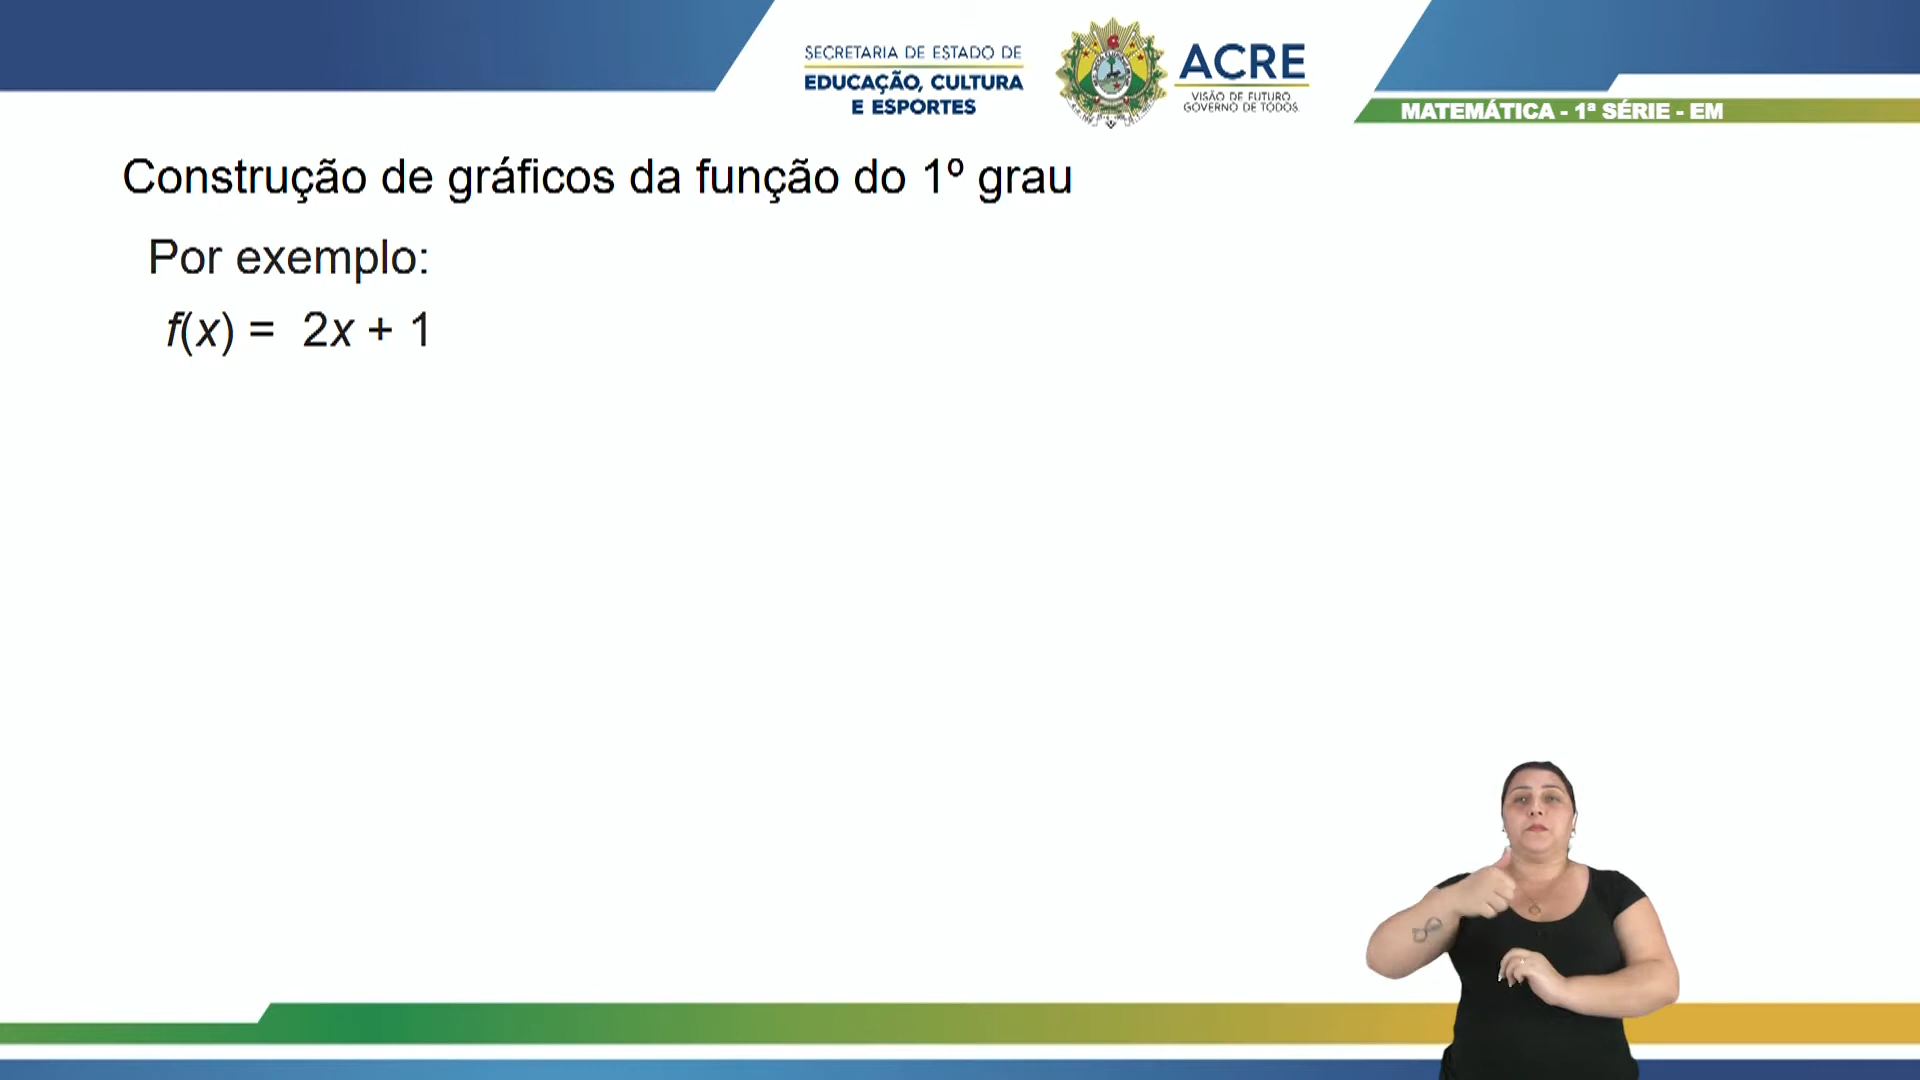 SECRETARIA DE ESTADO DE
EDUCAÇÃO, CULTURA
E ESPORTES
ACRE
VISÃO DE FUTURO
GOVERNO DE TODOS
MATEMÁTICA - 1ª SÉRIE - EM
Construção de gráficos da função do 1º grau
Por exemplo:
f(x) = 2x + 1